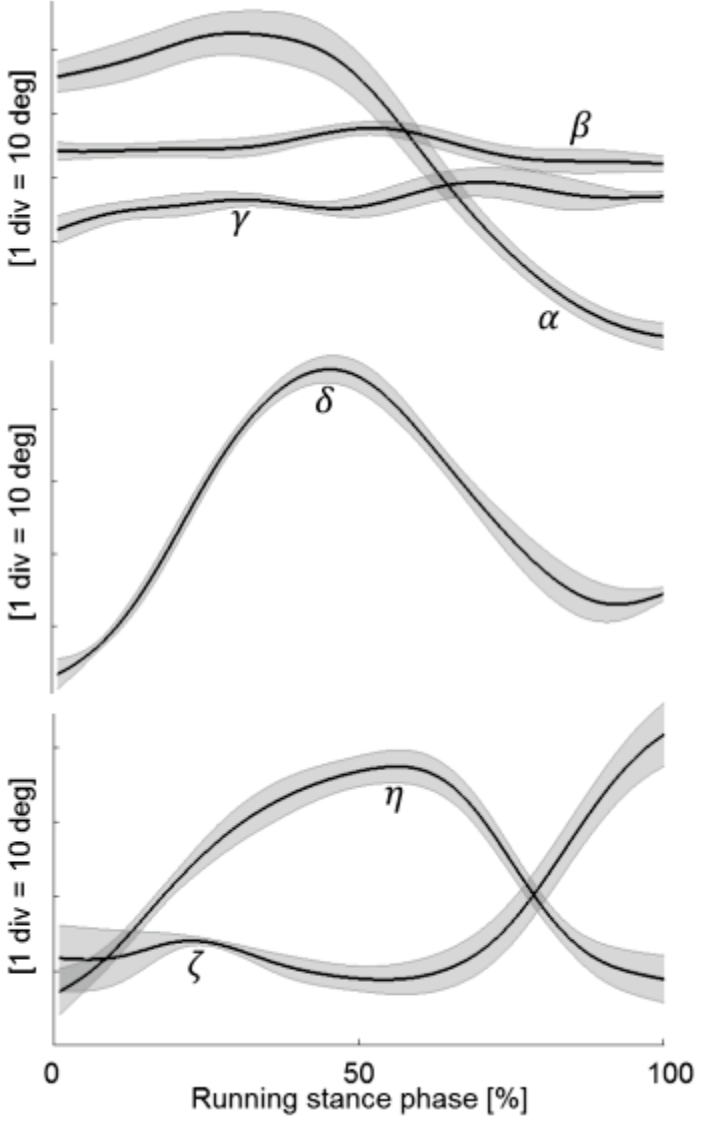 [1 div = 10 deg]
β
γ
α
[1 div = 10 deg]
δ
[1 div = 10 deg]
η
ζ
0 50 100
Running stance phase [%]